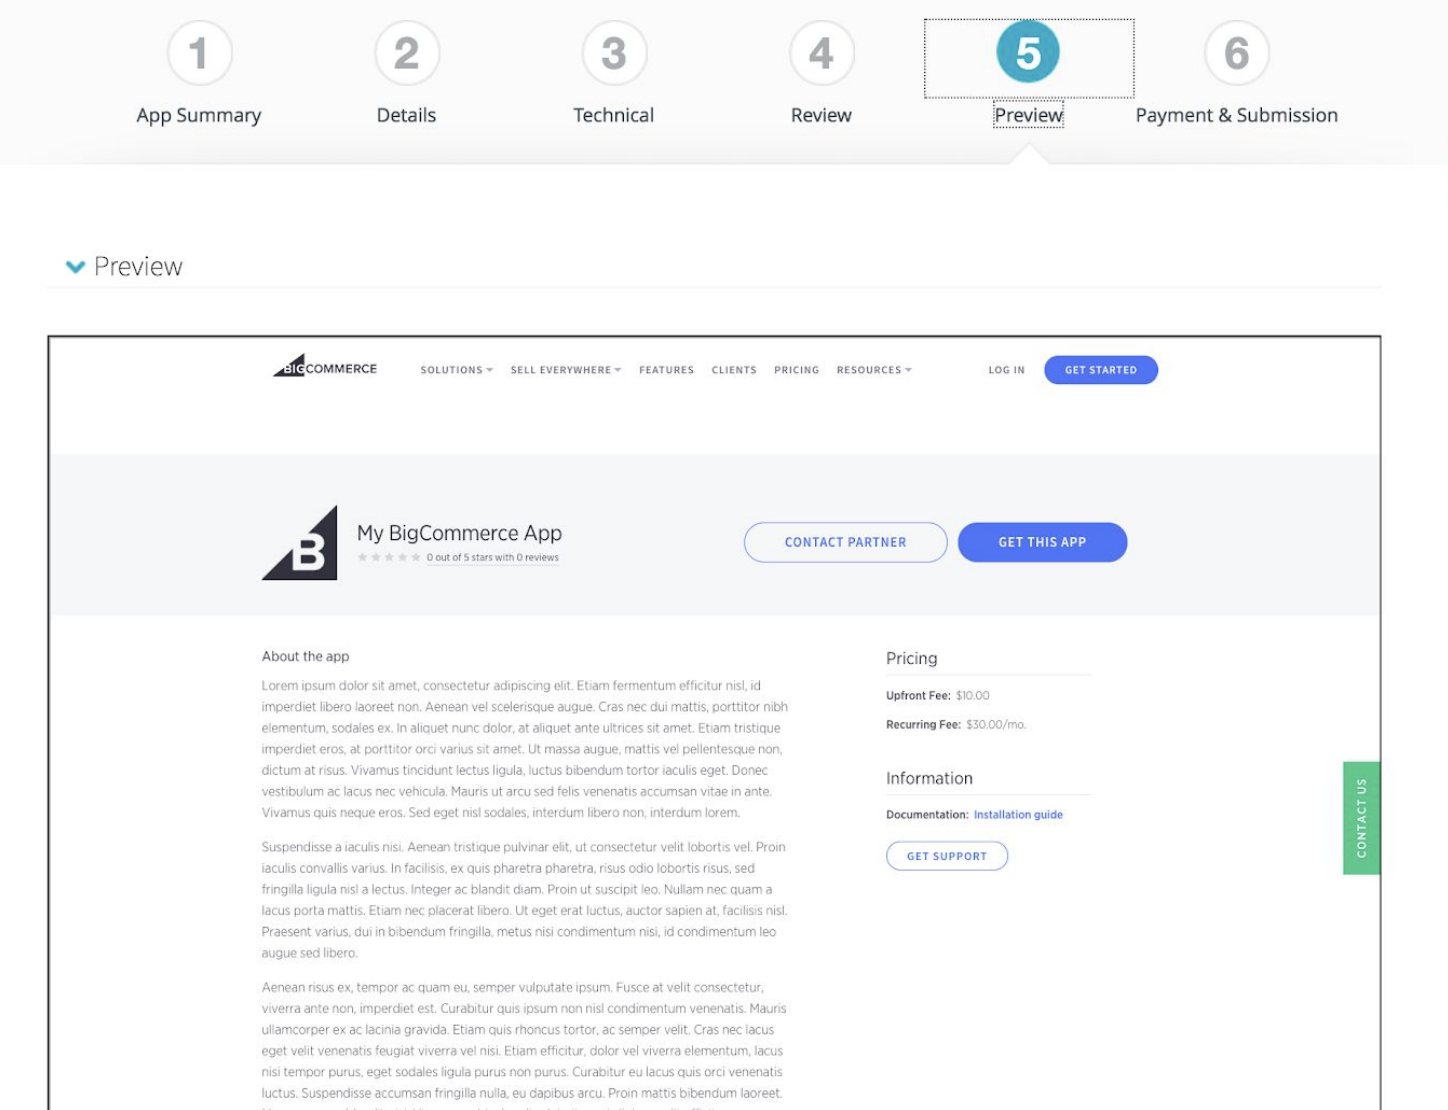 1
2
3
4
5
6
App Summary
Details
Technical
Review
Preview
Payment & Submission
Preview
BIGCOMMERCE
SOLUTIONS
SELL EVERYWHERE
FEATURES
CLIENTS
PRICING
RESOURCES
LOG IN
GET STARTED
B
My BigCommerce App
0 out of 5 stars with 0 reviews
CONTACT PARTNER
GET THIS APP
About the app
Lorem ipsum dolor sit amet, consectetur adipiscing elit. Etiam fermentum efficitur nisl, id
imperdiet libero laoreet non. Aenean vel scelerisque augue. Cras nec dui mattis, porttitor nibh
elementum, sodales ex. In aliquet nunc dolor, at aliquet ante ultrices sit amet. Etiam tristique
imperdiet eros, at porttitor orci varius sit amet. Ut massa augue, mattis vel pellentesque non,
dictum at risus. Vivamus tincidunt lectus ligula, luctus bibendum tortor iaculis eget. Donec
vestibulum ac lacus nec vehicula. Mauris ut arcu sed felis venenatis accumsan vitae in ante.
Vivamus quis neque eros. Sed eget nisl sodales, interdum libero non, interdum lorem.
Suspendisse a iaculis nisi. Aenean tristique pulvinar elit, ut consectetur velit lobortis vel. Proin
iaculis convallis varius. In facilisis, ex quis pharetra pharetra, risus odio lobortis risus, sed
fringilla ligula nisl a lectus. Integer ac blandit diam. Proin ut suscipit leo. Nullam nec quam a
lacus porta mattis. Etiam nec placerat libero. Ut eget erat luctus, auctor sapien at, facilisis nisl.
Praesent varius, dui in bibendum fringilla, metus nisi condimentum nisi, id condimentum leo
augue sed libero.
Aenean risus ex, tempor ac quam eu, semper vulputate ipsum. Fusce at velit consectetur,
viverra ante non, imperdiet est. Curabitur quis ipsum non nisl condimentum venenatis. Mauris
ullamcorper ex ac lacinia gravida. Etiam quis rhoncus tortor, ac semper velit. Cras nec lacus
eget velit venenatis feugiat viverra vel nisi. Etiam efficitur, dolor vel viverra elementum, lacus
nisi tempor purus, eget sodales ligula purus non purus. Curabitur eu lacus quis orci venenatis
luctus. Suspendisse accumsan fringilla nulla, eu dapibus arcu. Proin mattis bibendum laoreet.
Pricing
Upfront Fee: $10.00
Recurring Fee: $30.00/mo.
Information
Documentation: Installation guide
GET SUPPORT
CONTACT US